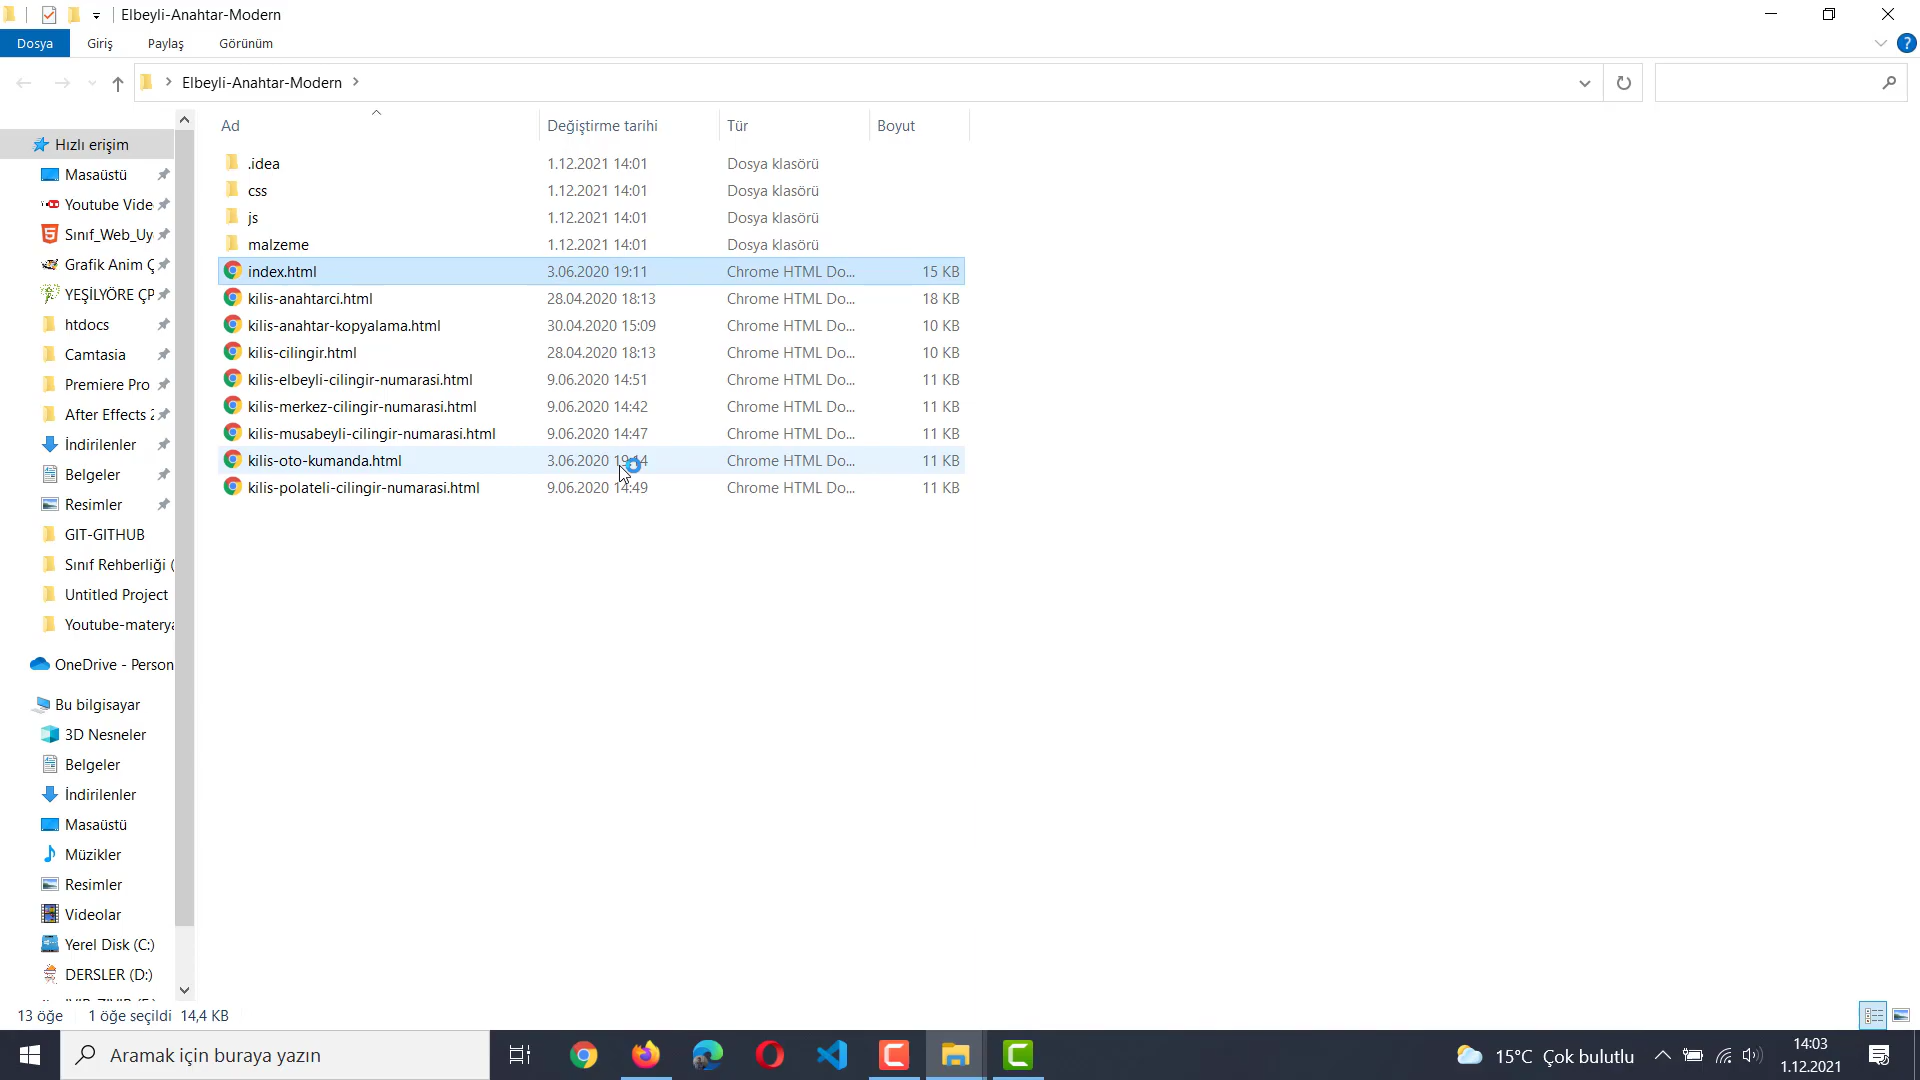 Elbeyli-Anahtar-Modern
Dosya Giriş Paylaş Görünüm
Elbeyli-Anahtar-Modern
Ad Değiştirme tarihi Tür Boyut
.idea 1.12.2021 14:01 Dosya klasörü
css 1.12.2021 14:01 Dosya klasörü
js 1.12.2021 14:01 Dosya klasörü
malzeme 1.12.2021 14:01 Dosya klasörü
index.html 3.06.2020 19:11 Chrome HTML Do... 15 KB
kilis-anahtarci.html 28.04.2020 18:13 Chrome HTML Do... 18 KB
kilis-anahtar-kopyalama.html 30.04.2020 15:09 Chrome HTML Do... 10 KB
kilis-cilingir.html 28.04.2020 18:13 Chrome HTML Do... 10 KB
kilis-elbeyli-cilingir-numarasi.html 9.06.2020 14:51 Chrome HTML Do... 11 KB
kilis-merkez-cilingir-numarasi.html 9.06.2020 14:42 Chrome HTML Do... 11 KB
kilis-musabeyli-cilingir-numarasi.html 9.06.2020 14:47 Chrome HTML Do... 11 KB
kilis-oto-kumanda.html 3.06.2020 Chrome HTML Do... 11 KB
kilis-polateli-cilingir-numarasi.html 9.06.2020 14:49 Chrome HTML Do... 11 KB
Hızlı erişim
Masaüstü
Youtube Vide
Sınıf_Web_Uy
Grafik Anim Ç
YEŞİLYÖRE ÇP
htdocs
Camtasia
Premiere Pro
After Effects 2
İndirilenler
Belgeler
Resimler
GIT-GITHUB
Sınıf Rehberliği (
Untitled Project
Youtube-materya
OneDrive - Person
Bu bilgisayar
3D Nesneler
Belgeler
İndirilenler
Masaüstü
Müzikler
Resimler
Videolar
Yerel Disk (C:)
DERSLER (D:)
13 öğe 1 öğe seçildi 14,4 KB
Aramak için buraya yazın
15°C Çok bulutlu
14:03
1.12.2021